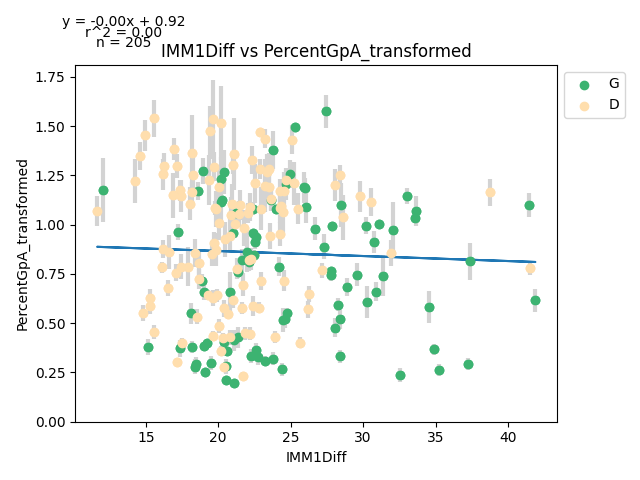 y = -0.00x + 0.92
r^2 = 0.00
n = 205
IMM1Diff vs PercentGpA_transformed
1.75
1.50
1.25
1.00
0.75
0.50
0.25
0.00
PercentGpA_transformed
15
20
25
30
35
40
IMM1Diff
G
D